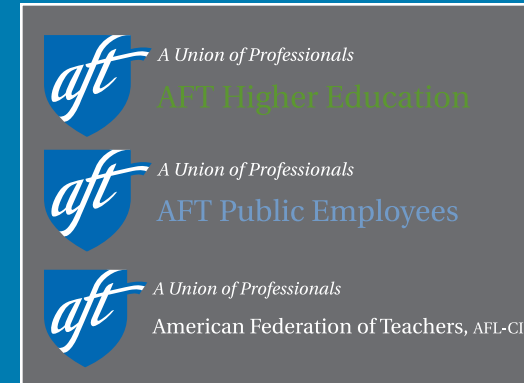 aft A Union of Professionals
AFT Higher Education
aft A Union of Professionals
AFT Public Employees
aft A Union of Professionals
American Federation of Teachers, AFL-CI